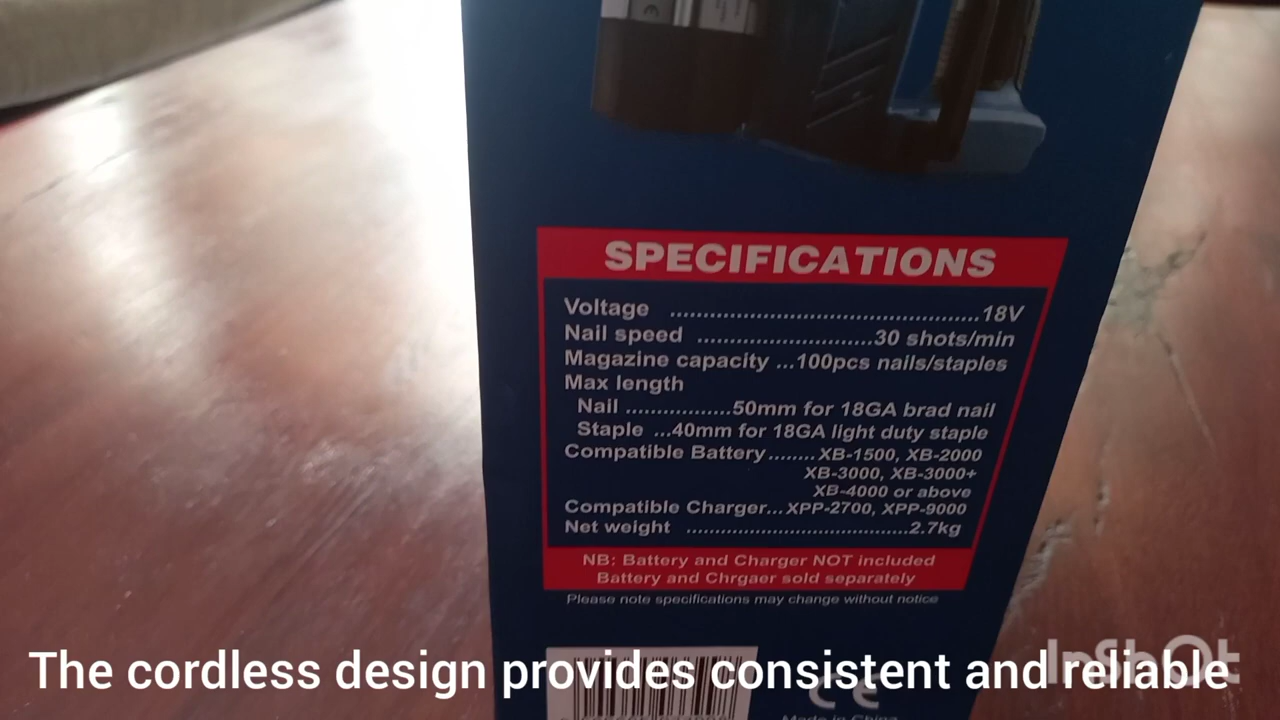 SPECIFICATIONS
Voltage ................................................18V
Nail speed ...........................30 shots/min
Magazine capacity ...100pcs nails/staples
Max length
Nail .................50mm for 18GA brad nail
Staple ...40mm for 18GA light duty staple
Compatible Battery........ XB-1500, XB-2000
XB-3000, XB-3000+
XB-4000 or above
Compatible Charger...XPP-2700, XPP-9000
Net weight ..................................2.7kg
NB: Battery and Charger NOT included
Battery and Chrgaer sold separately
Please note specifications may change without notice
InShOt
The cordless design provides consistent and reliable
CE
Made in China